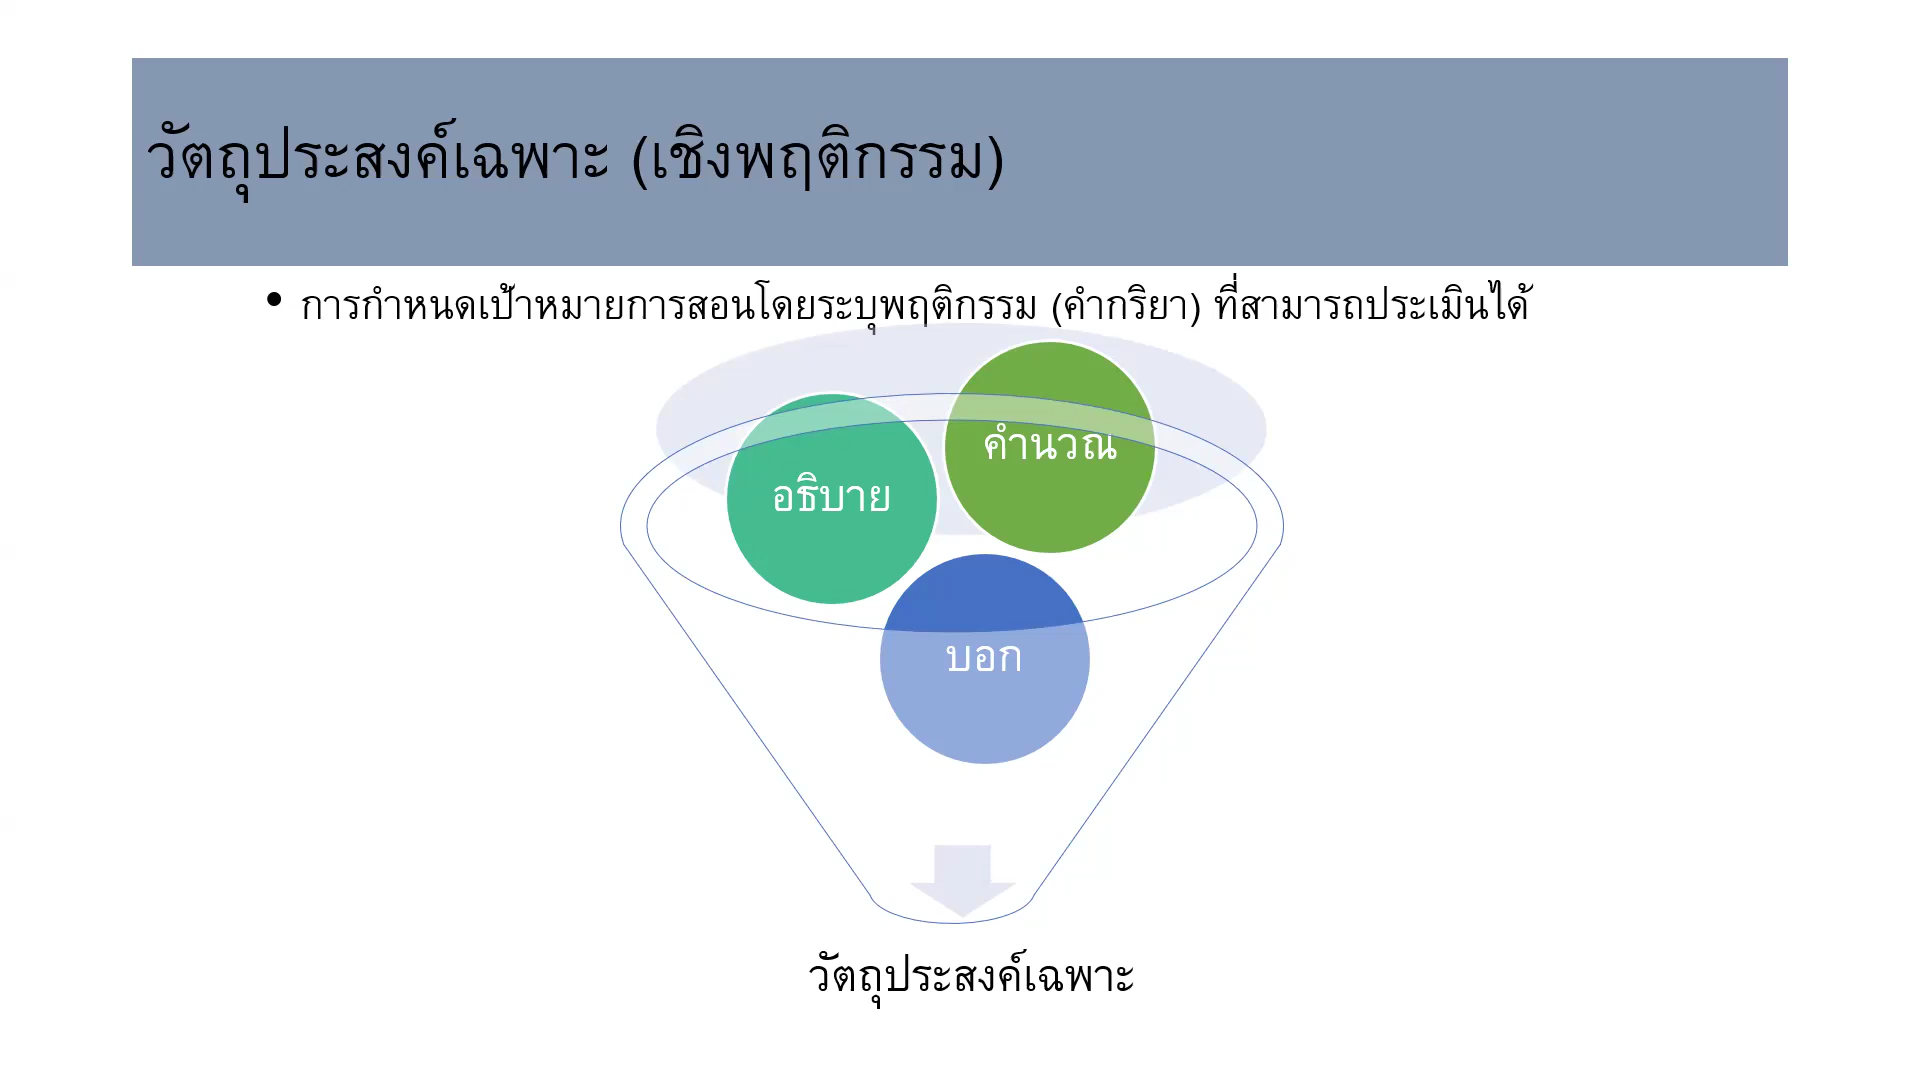 วัตถุประสงค์เฉพาะ (เชิงพฤติกรรม)
• การกำหนดเป้าหมายการสอนโดยระบุพฤติกรรม (คำกริยา) ที่สามารถประเมินได้
คำนวณ
อธิบาย
บอก
วัตถุประสงค์เฉพาะ